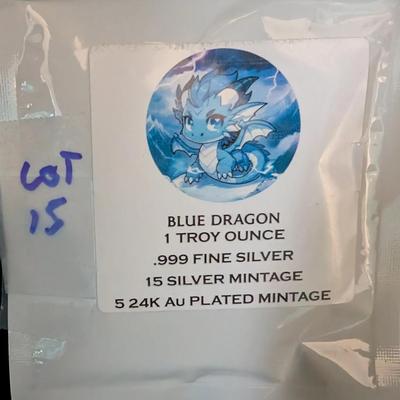 LOT
15
BLUE DRAGON
1 TROY OUNCE
.999 FINE SILVER
15 SILVER MINTAGE
5 24K Au PLATED MINTAGE